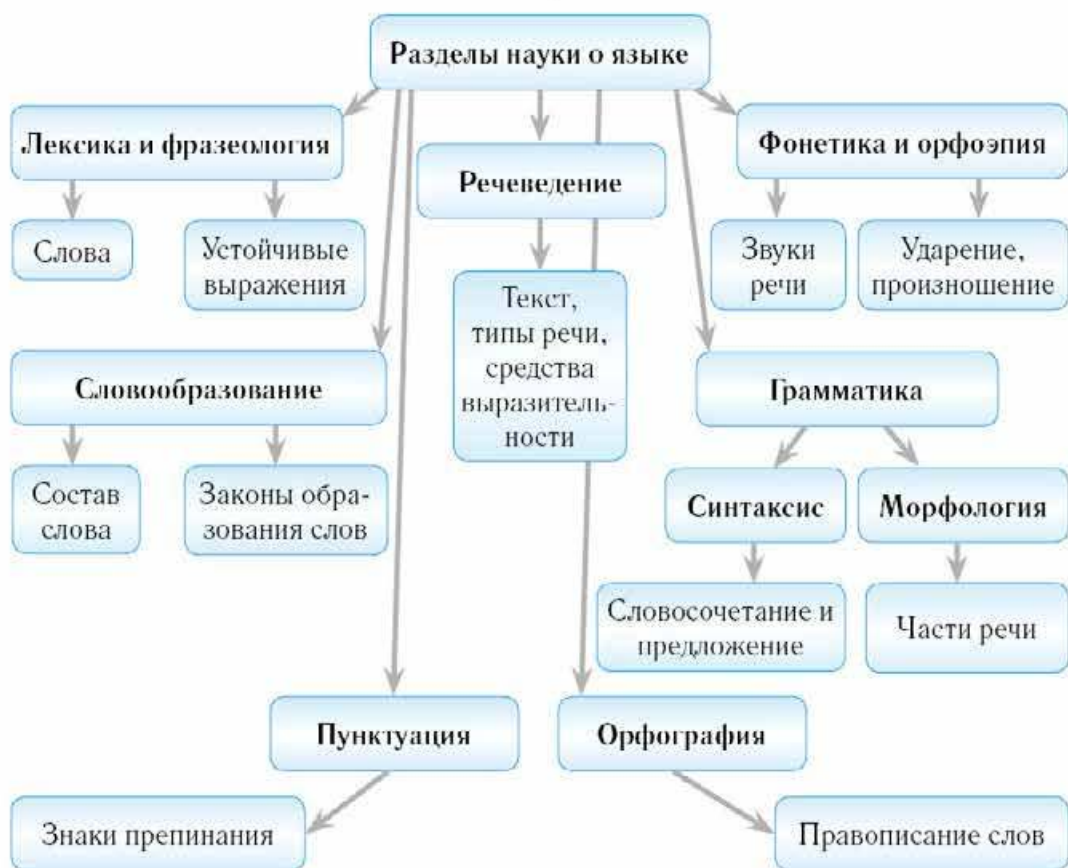 Разделы науки о языке
Лексика и фразеология
Речеведение
Фонетика и орфоэпия
Слова
Устойчивые
выражения
Текст,
типы речи,
средства
выразитель-
ности
Звуки
речи
Ударение,
произношение
Словообразование
Состав
слова
Законы обра-
зования слов
Грамматика
Синтаксис
Морфология
Словосочетание и
предложение
Части речи
Пунктуация
Орфография
Знаки препинания
Правописание слов